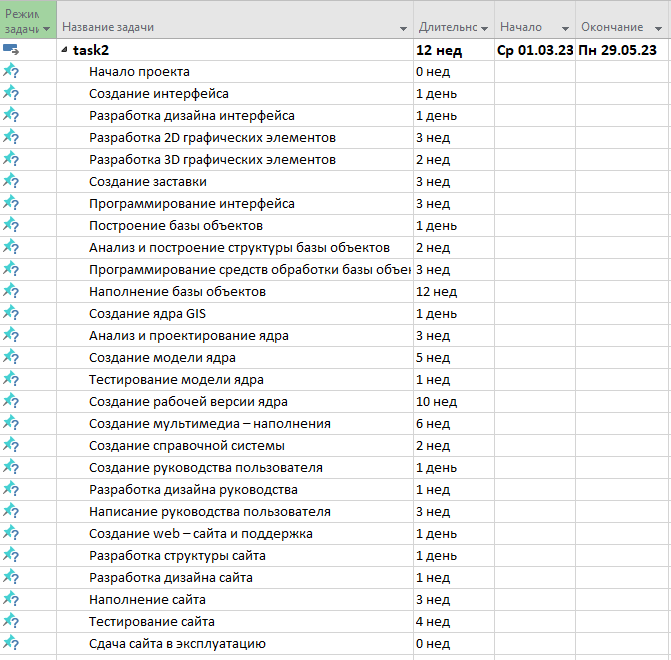 Режим задачи Название задачи Длительнс Начало Окончание
task2 12 нед Ср 01.03.23 Пн 29.05.23
Начало проекта 0 нед
Создание интерфейса 1 день
Разработка дизайна интерфейса 1 день
Разработка 2D графических элементов 3 нед
Разработка 3D графических элементов 2 нед
Создание заставки 3 нед
Программирование интерфейса 3 нед
Построение базы объектов 1 день
Анализ и построение структуры базы объектов 2 нед
Программирование средств обработки базы объек 3 нед
Наполнение базы объектов 12 нед
Создание ядра GIS 1 день
Анализ и проектирование ядра 3 нед
Создание модели ядра 5 нед
Тестирование модели ядра 1 нед
Создание рабочей версии ядра 10 нед
Создание мультимедиа – наполнения 6 нед
Создание справочной системы 2 нед
Создание руководства пользователя 1 день
Разработка дизайна руководства 1 нед
Написание руководства пользователя 3 нед
Создание web – сайта и поддержка 1 день
Разработка структуры сайта 1 день
Разработка дизайна сайта 1 нед
Наполнение сайта 3 нед
Тестирование сайта 4 нед
Сдача сайта в эксплуатацию 0 нед